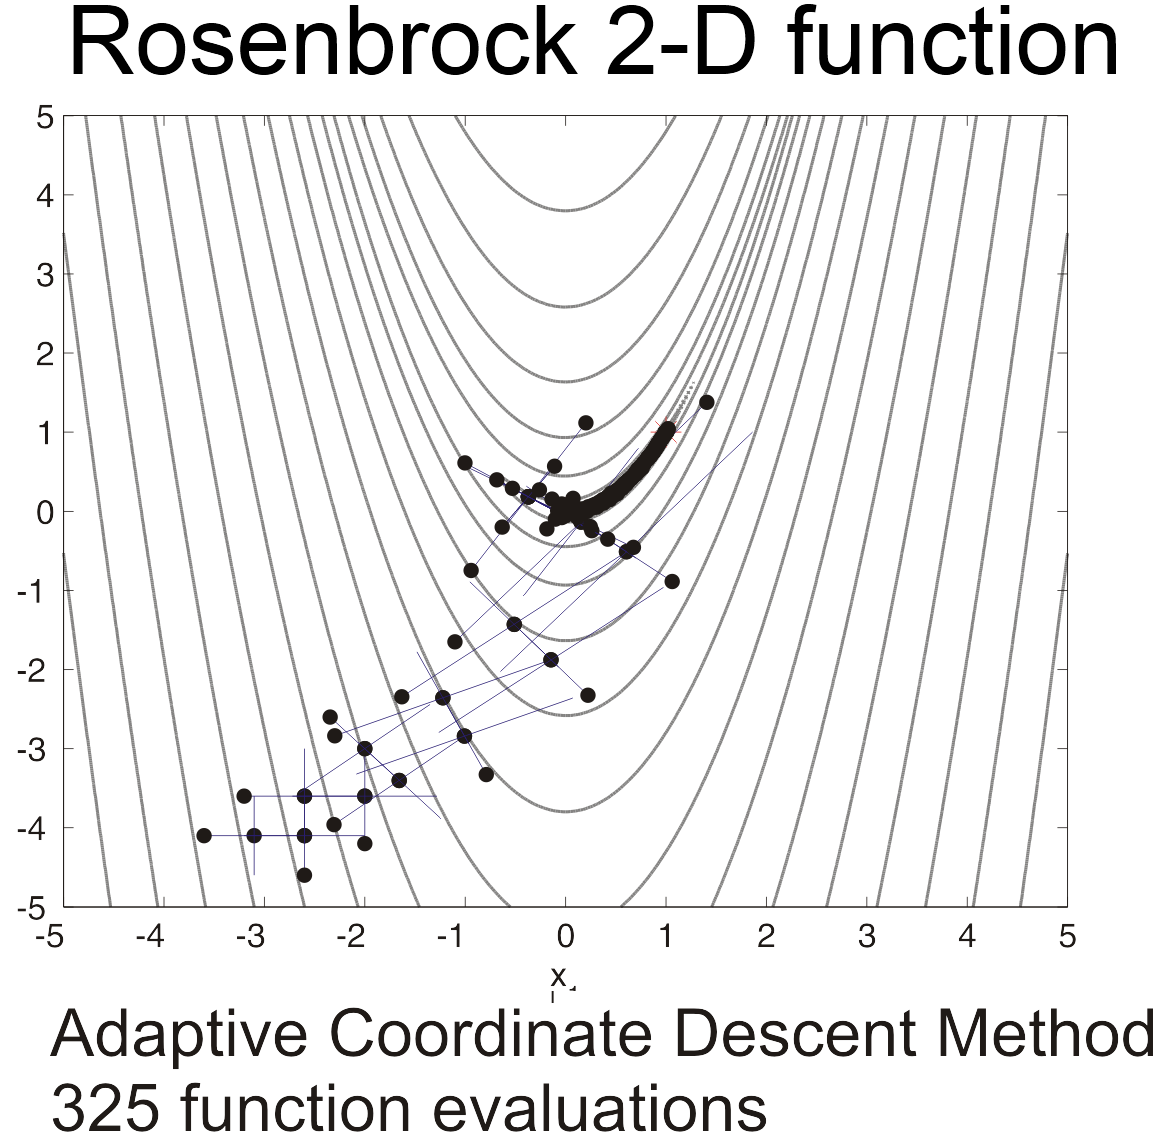 Rosenbrock 2-D function
5
4
3
2
1
0
-1
-2
-3
-4
-5
-5 -4 -3 -2 -1 0 1 2 3 4 5
x
Adaptive Coordinate Descent Method
325 function evaluations